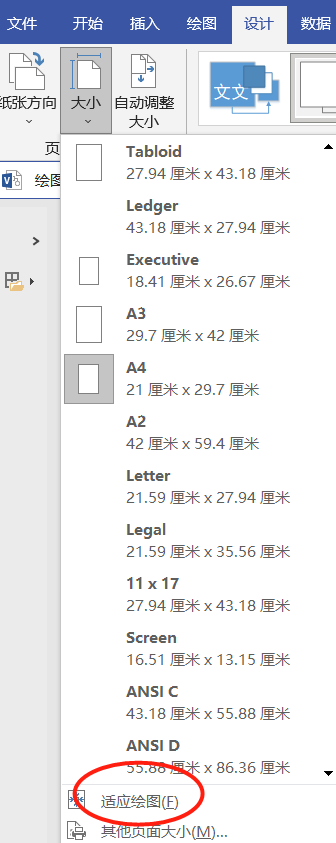 文件 开始 插入 绘图 设计 数据
纸张方向 大小 自动调整
大小
文文
页
绘图
Tabloid
27.94 厘米 x 43.18 厘米
Ledger
43.18 厘米 x 27.94 厘米
Executive
18.41 厘米 x 26.67 厘米
A3
29.7 厘米 x 42 厘米
A4
21 厘米 x 29.7 厘米
A2
42 厘米 x 59.4 厘米
Letter
21.59 厘米 x 27.94 厘米
Legal
21.59 厘米 x 35.56 厘米
11 x 17
27.94 厘米 x 43.18 厘米
Screen
16.51 厘米 x 13.15 厘米
ANSI C
43.18 厘米 x 55.88 厘米
ANSI D
55.88 厘米 x 86.36 厘米
适应绘图(F)
其他页面大小(M)...